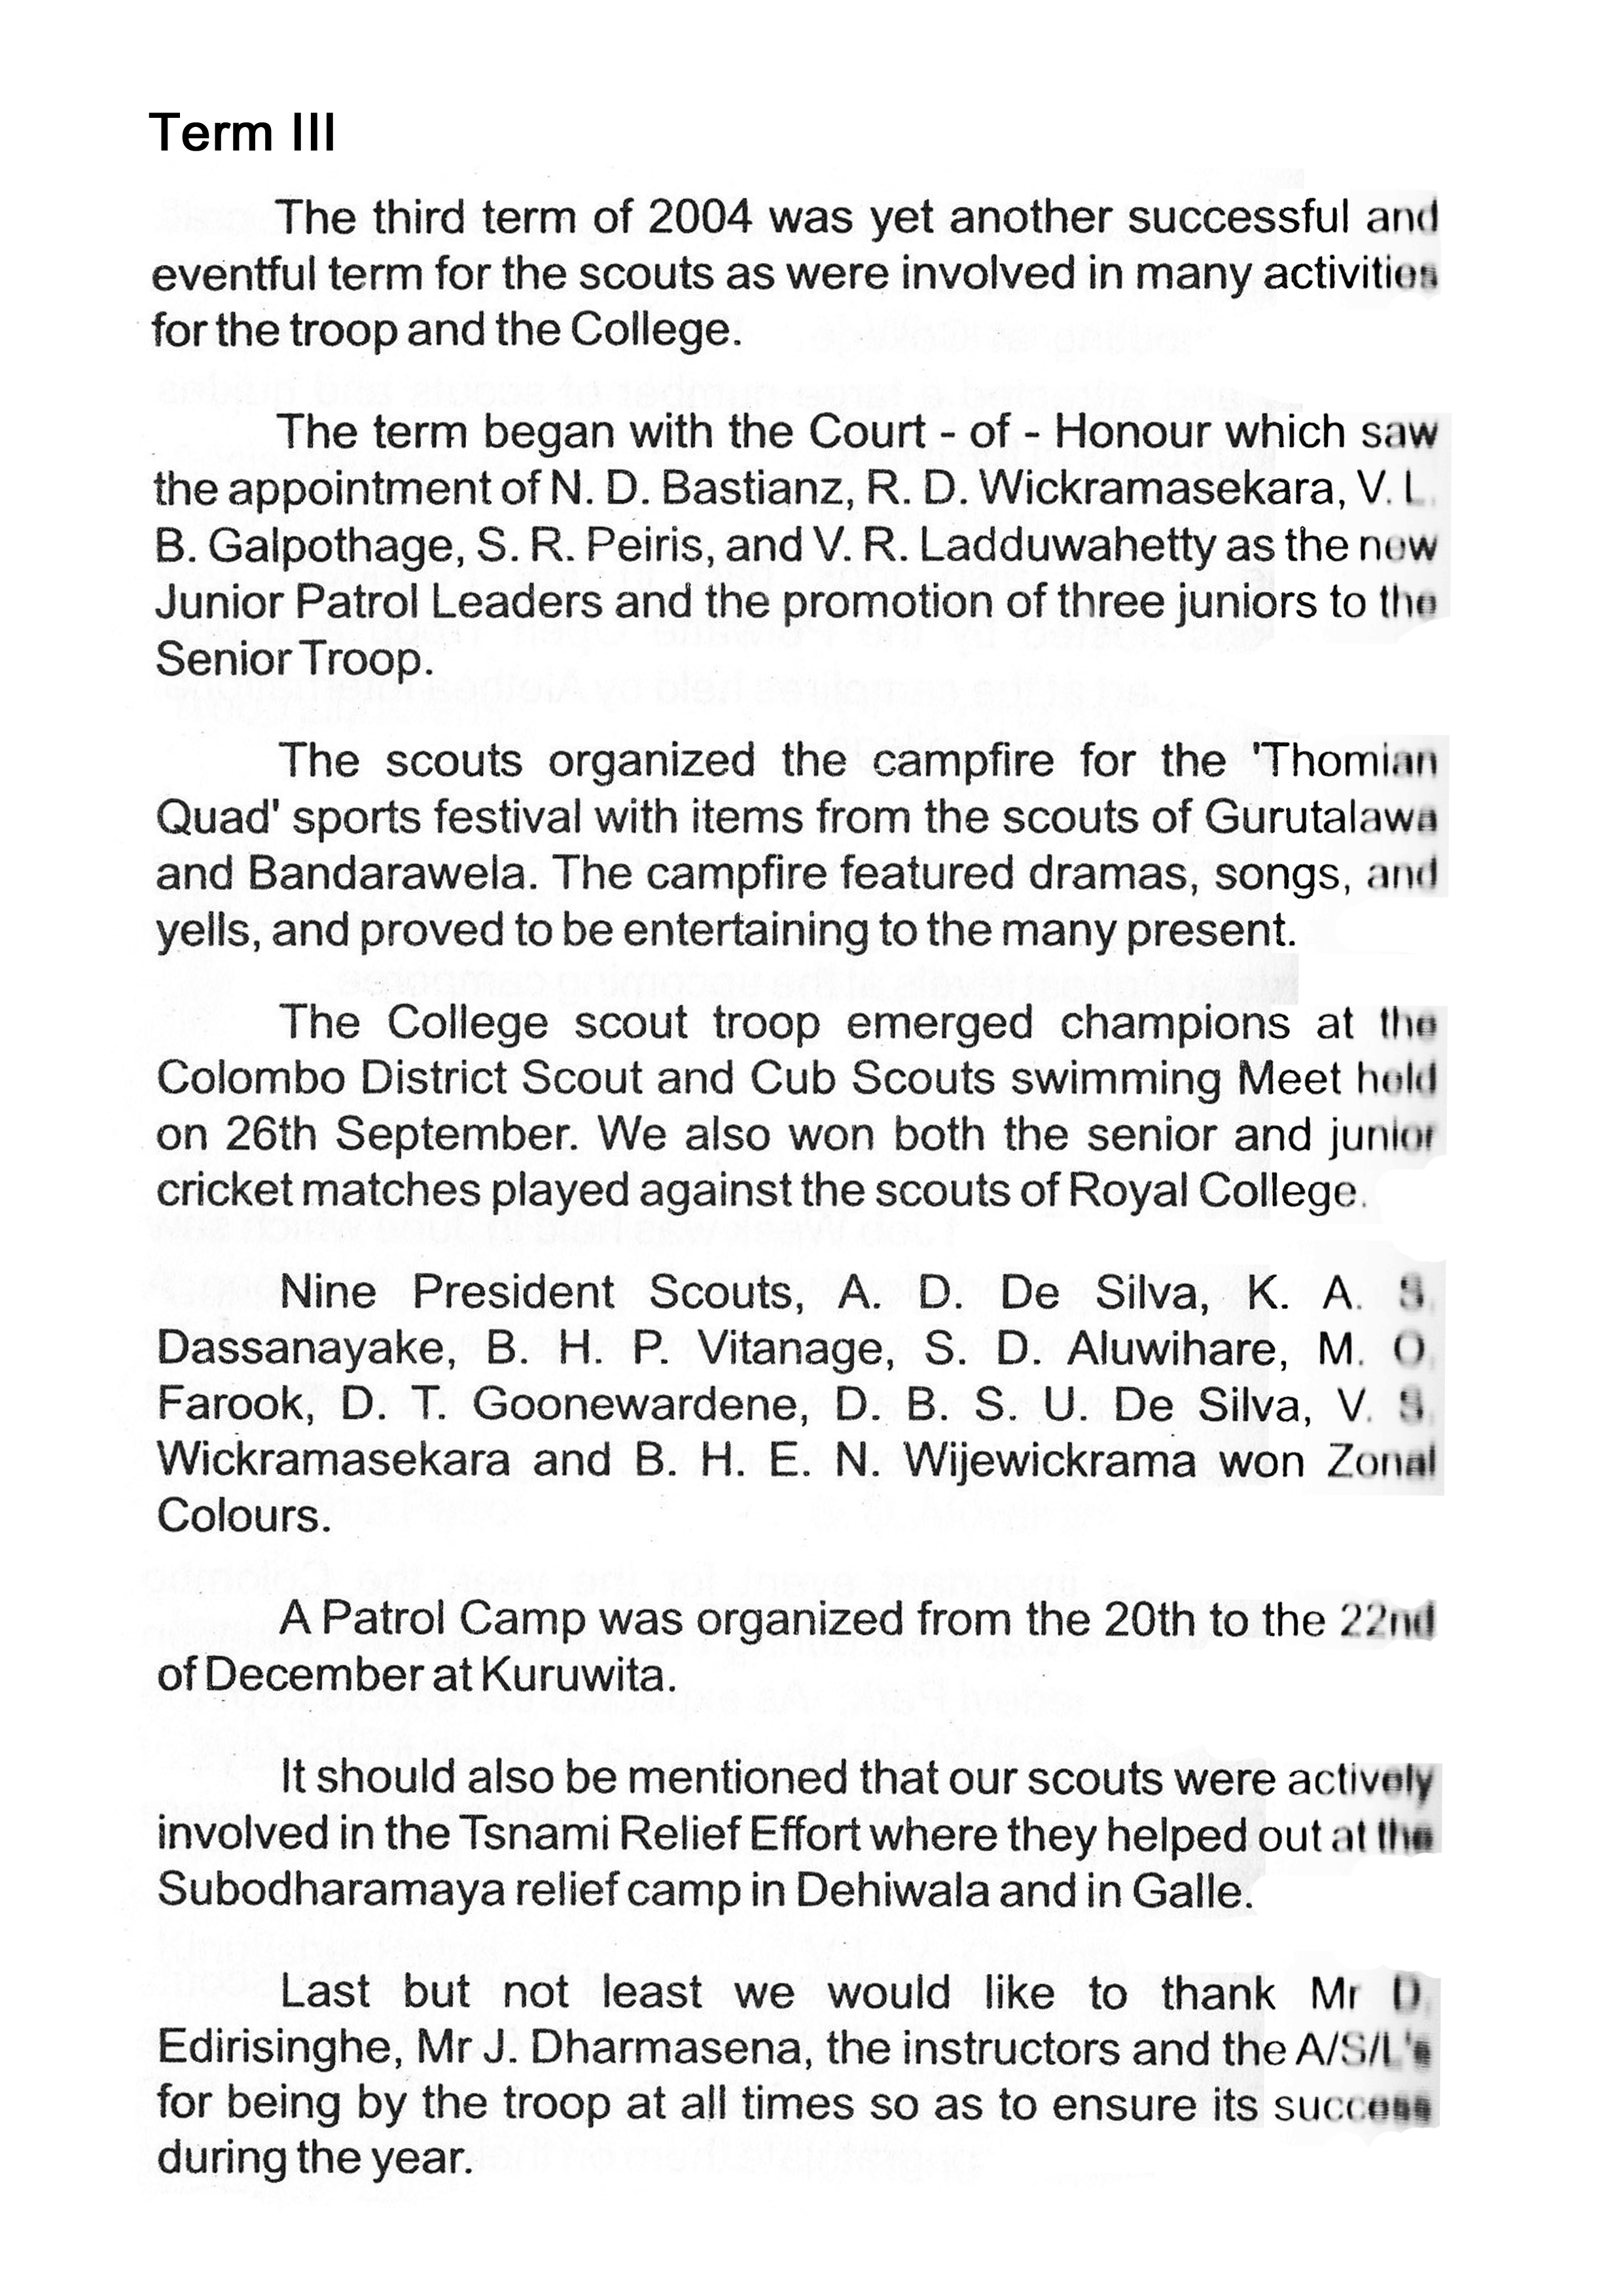 Term III
The third term of 2004 was yet another successful and
eventful term for the scouts as were involved in many activities
for the troop and the College.
The term began with the Court - of - Honour which saw
the appointment of N. D. Bastianz, R. D. Wickramasekara, V. L.
B. Galpothage, S. R. Peiris, and V. R. Ladduwahetty as the new
Junior Patrol Leaders and the promotion of three juniors to the
Senior Troop.
The scouts organized the campfire for the 'Thomian
Quad' sports festival with items from the scouts of Gurutalawa
and Bandarawela. The campfire featured dramas, songs, and
yells, and proved to be entertaining to the many present.
The College scout troop emerged champions at the
Colombo District Scout and Cub Scouts swimming Meet held
on 26th September. We also won both the senior and junior
cricket matches played against the scouts of Royal College.
Nine President Scouts, A. D. De Silva, K. A. S.
Dassanayake, B. H. P. Vitanage, S. D. Aluwihare, M. O.
Farook, D. T. Goonewardene, D. B. S. U. De Silva, V. S.
Wickramasekara and B. H. E. N. Wijewickrama won Zonal
Colours.
A Patrol Camp was organized from the 20th to the 22nd
of December at Kuruwita.
It should also be mentioned that our scouts were actively
involved in the Tsnami Relief Effort where they helped out at the
Subodharamaya relief camp in Dehiwala and in Galle.
Last but not least we would like to thank Mr D.
Edirisinghe, Mr J. Dharmasena, the instructors and the A/S/L's
for being by the troop at all times so as to ensure its success
during the year.